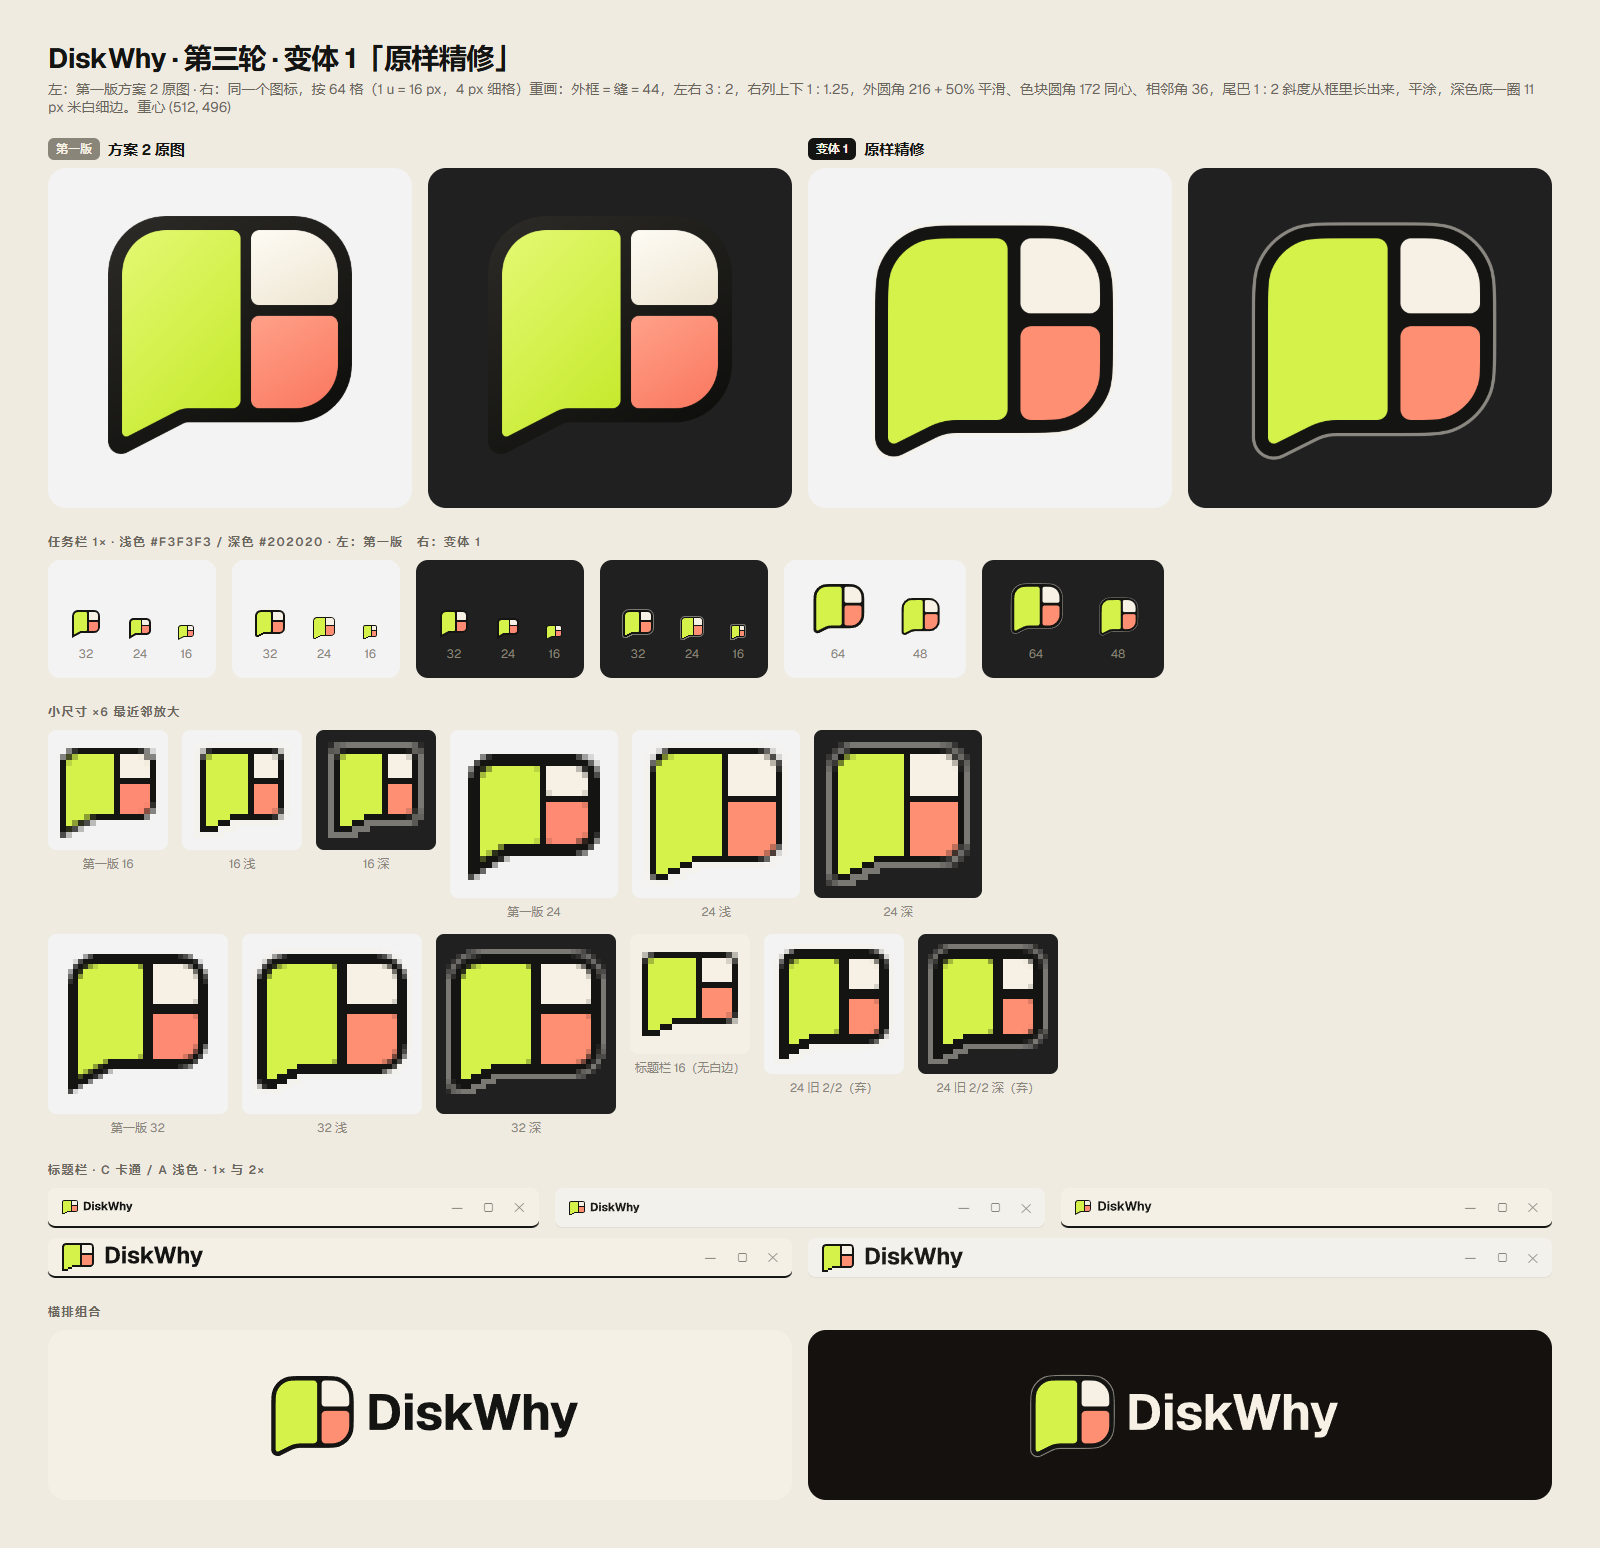 DiskWhy · 第三轮 · 变体 1「原样精修」
左：第一版方案 2 原图 · 右：同一个图标，按 64 格（1 u = 16 px，4 px 细格）重画：外框 = 缝 = 44，左右 3 : 2，右列上下 1 : 1.25，外圆角 216 + 50% 平滑、色块圆角 172 同心、相邻角 36，尾巴 1 : 2 斜度从框里长出来，平涂，深色底一圈 11
px 米白细边。重心 (512, 496)
第一版 方案 2 原图
变体 1 原样精修
任务栏 1× · 浅色 #F3F3F3 / 深色 #202020 · 左：第一版 右：变体 1
32 24 16
32 24 16
32 24 16
32 24 16
64 48
64 48
小尺寸 ×6 最近邻放大
第一版 16
16 浅
16 深
第一版 24
24 浅
24 深
第一版 32
32 浅
32 深
标题栏 16（无白边）
24 旧 2/2（弃）
24 旧 2/2 深（弃）
标题栏 · C 卡通 / A 浅色 · 1× 与 2×
DiskWhy
DiskWhy
DiskWhy
DiskWhy
DiskWhy
横排组合
DiskWhy
DiskWhy